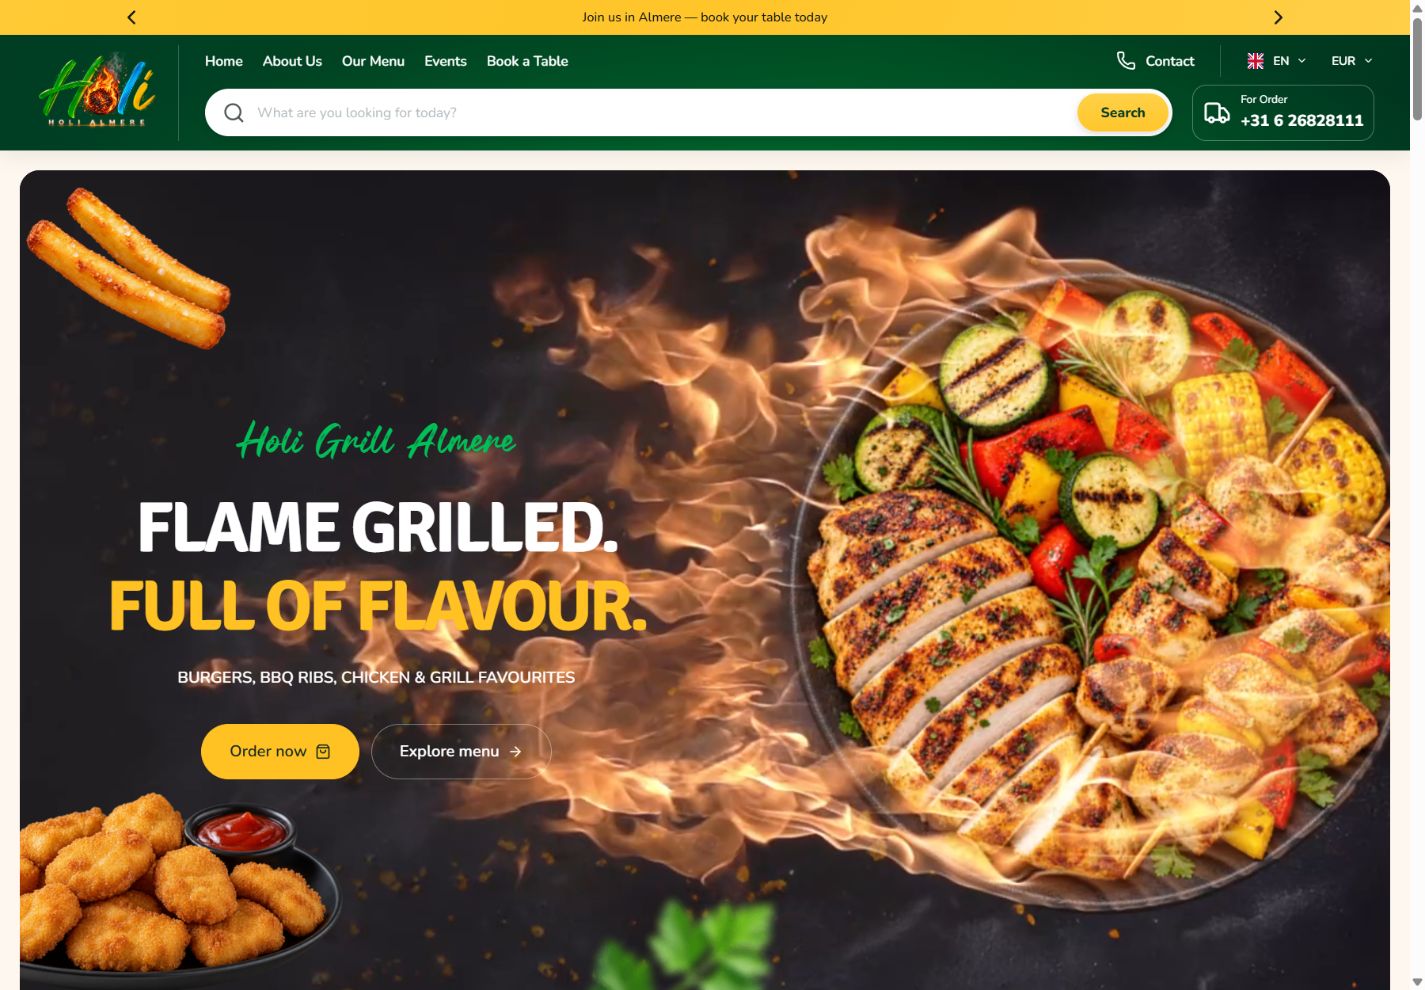 Join us in Almere — book your table today
Holi
HOLI ALMERE
Home
About Us
Our Menu
Events
Book a Table
Contact
EN
EUR
What are you looking for today?
Search
For Order
+31 6 26828111
Holi Grill Almere
FLAME GRILLED.
FULL OF FLAVOUR.
BURGERS, BBQ RIBS, CHICKEN & GRILL FAVOURITES
Order now
Explore menu